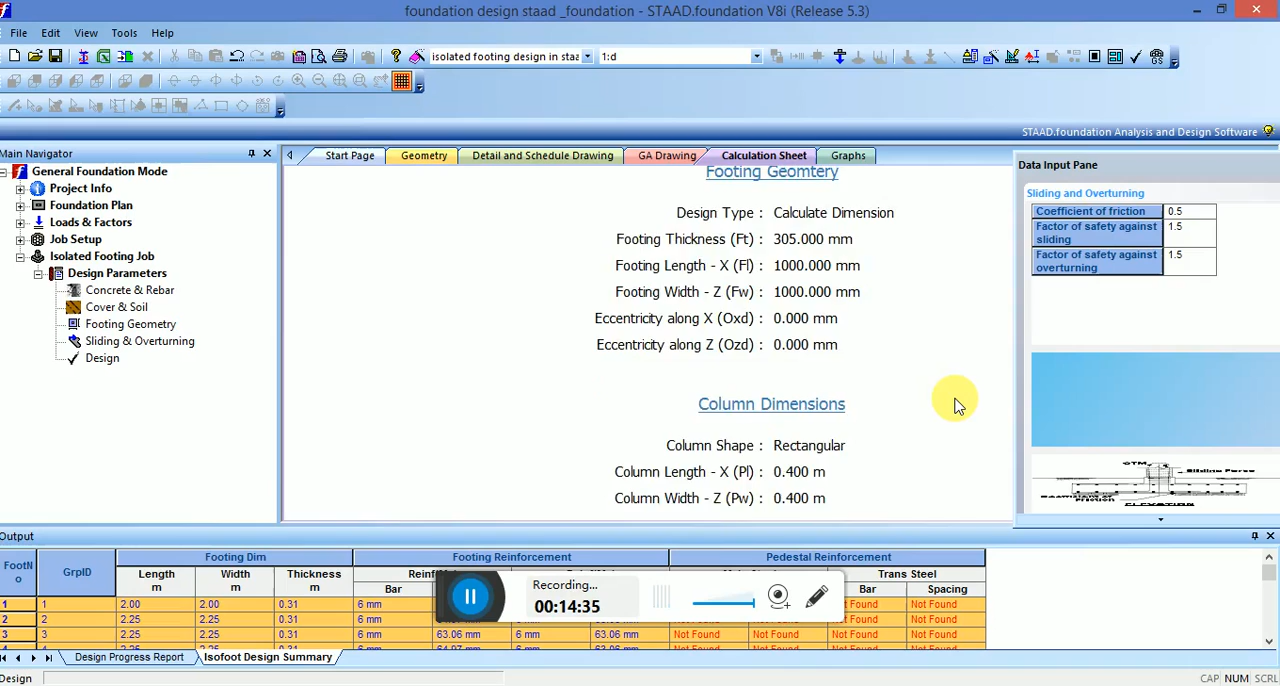 foundation design staad _foundation - STAAD.foundation V8i (Release 5.3)
File Edit View Tools Help
isolated footing design in staa 1:d
STAAD.foundation Analysis and Design Software
Main Navigator
General Foundation Mode
Project Info
Foundation Plan
Loads & Factors
Job Setup
Isolated Footing Job
Design Parameters
Concrete & Rebar
Cover & Soil
Footing Geometry
Sliding & Overturning
Design
Start Page Geometry Detail and Schedule Drawing GA Drawing Calculation Sheet Graphs
Footing Geomtery
Design Type : Calculate Dimension
Footing Thickness (Ft) : 305.000 mm
Footing Length - X (Fl) : 1000.000 mm
Footing Width - Z (Fw) : 1000.000 mm
Eccentricity along X (Oxd) : 0.000 mm
Eccentricity along Z (Ozd) : 0.000 mm
Column Dimensions
Column Shape : Rectangular
Column Length - X (Pl) : 0.400 m
Column Width - Z (Pw) : 0.400 m
Data Input Pane
Sliding and Overturning
Coefficient of friction 0.5
Factor of safety against sliding 1.5
Factor of safety against overturning 1.5
OTM
Sliding Force
Friction
ELEVATION
Output
FootN o GrpID Footing Dim Footing Reinforcement Pedestal Reinforcement
Length m Width m Thickness m Trans Steel
Bar Bar Spacing
1 1 2.00 2.00 0.31 6 mm Not Found
2 2 2.25 2.25 0.31 6 mm Not Found
3 3 2.25 2.25 0.31 6 mm 63.06 mm 6 mm 63.06 mm Not Found Not Found Not Found Not Found
Recording...
00:14:35
Design Progress Report Isofoot Design Summary
Design CAP NUM SCRL